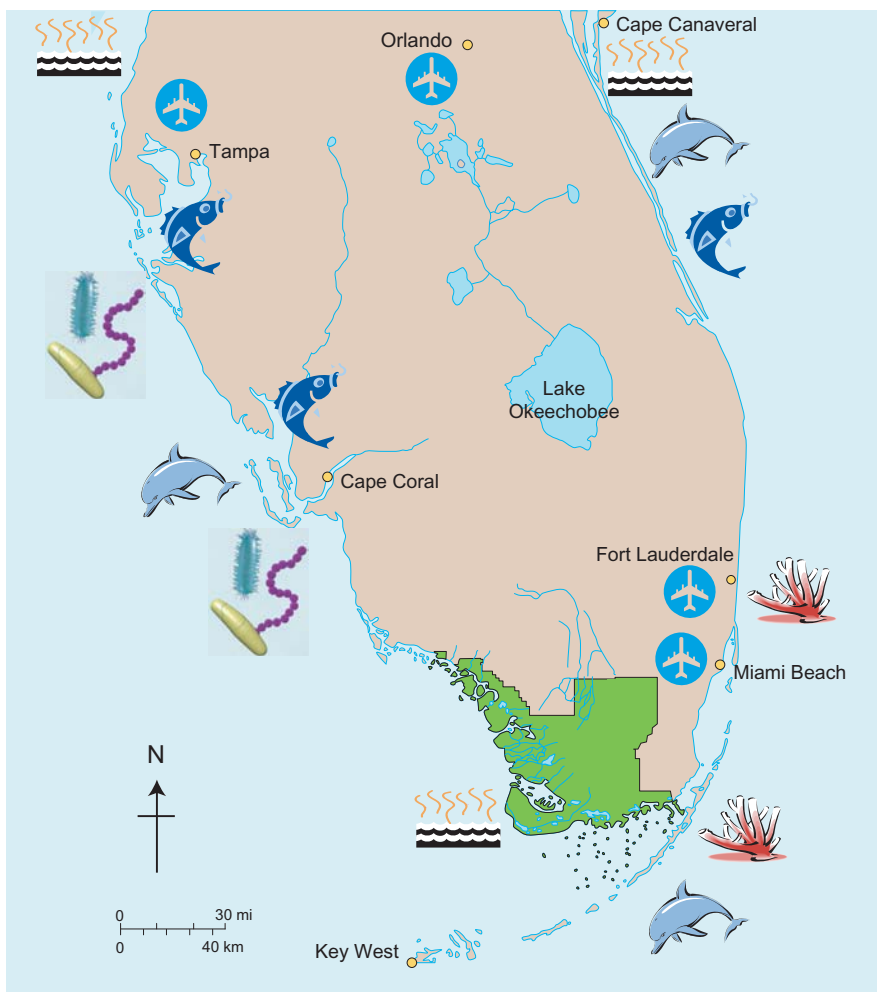 Cape Canaveral
Orlando
Tampa
Lake
Okeechobee
Cape Coral
Fort Lauderdale
Miami Beach
N
0 30 mi
0 40 km
Key West